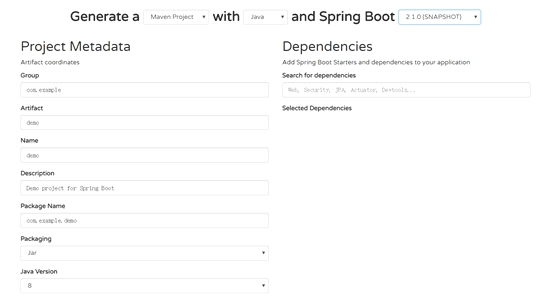 Generate a Maven Project with Java and Spring Boot 2.1.0 (SNAPSHOT)
Project Metadata
Artifact coordinates
Group
com.example
Artifact
demo
Name
demo
Description
Demo project for Spring Boot
Package Name
com.example.demo
Packaging
Jar
Java Version
8
Dependencies
Add Spring Boot Starters and dependencies to your application
Search for dependencies
Web, Security, JPA, Actuator, Devtools...
Selected Dependencies